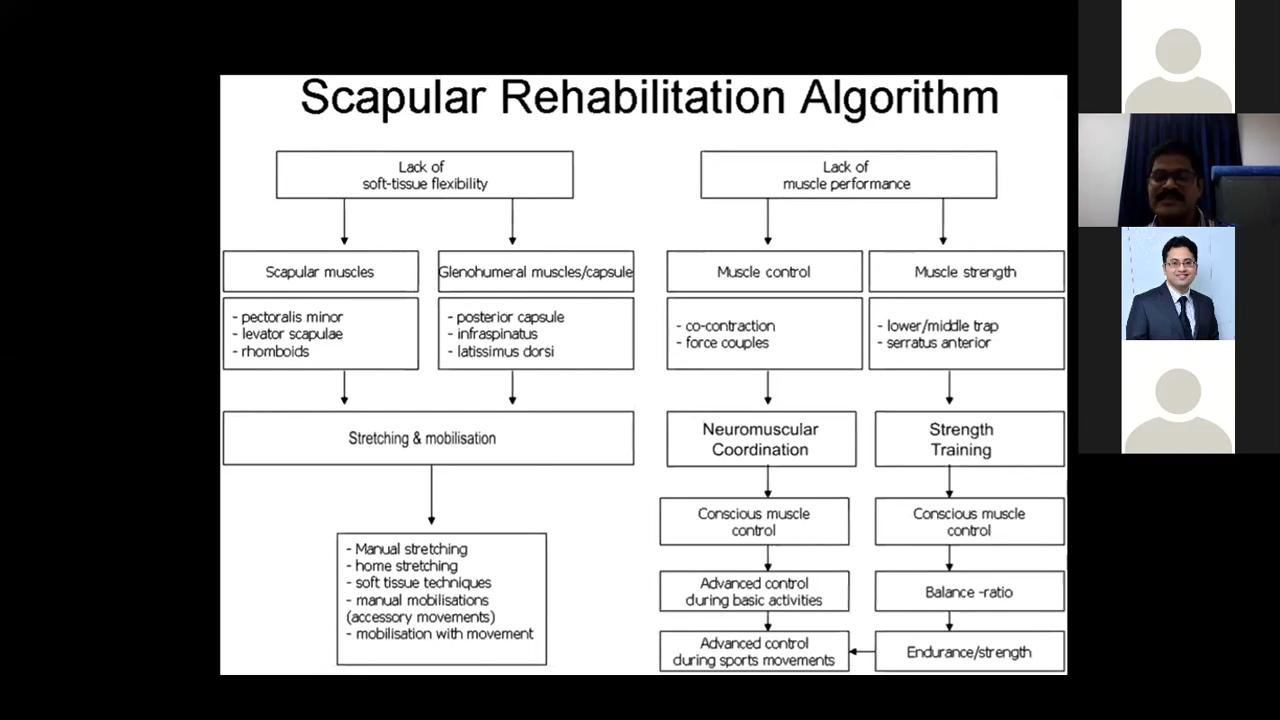 Scapular Rehabilitation Algorithm
Lack of
soft-tissue flexibility
Scapular muscles
- pectoralis minor
- levator scapulae
- rhomboids
Glenohumeral muscles/capsule
- posterior capsule
- infraspinatus
- latissimus dorsi
Stretching & mobilisation
- Manual stretching
- home stretching
- soft tissue techniques
- manual mobilisations
(accessory movements)
- mobilisation with movement
Lack of
muscle performance
Muscle control
- co-contraction
- force couples
Neuromuscular
Coordination
Conscious muscle
control
Advanced control
during basic activities
Advanced control
during sports movements
Muscle strength
- lower/middle trap
- serratus anterior
Strength
Training
Conscious muscle
control
Balance -ratio
Endurance/strength